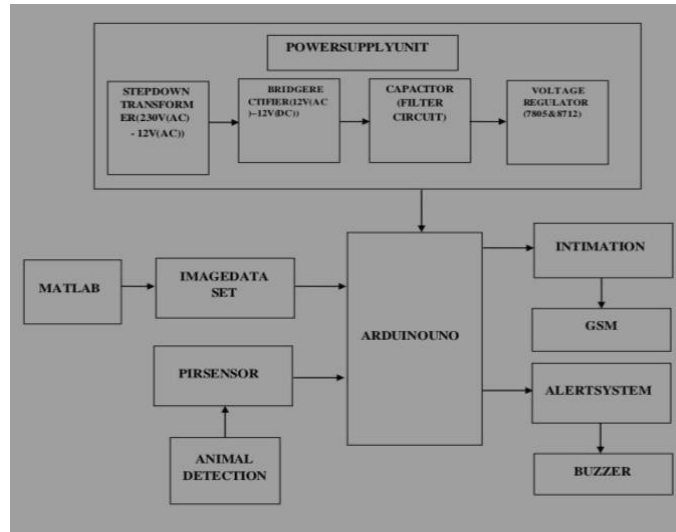 POWERSUPPLYUNIT
STEPDOWN
TRANSFORM
ER(230V(AC)
- 12V(AC))
BRIDGERE
CTIFIER(12V(AC
)–12V(DC))
CAPACITOR
(FILTER
CIRCUIT)
VOLTAGE
REGULATOR
(7805&8712)
MATLAB
IMAGEDATA
SET
ARDUINOUNO
INTIMATION
GSM
PIRSENSOR
ALERTSYSTEM
ANIMAL
DETECTION
BUZZER